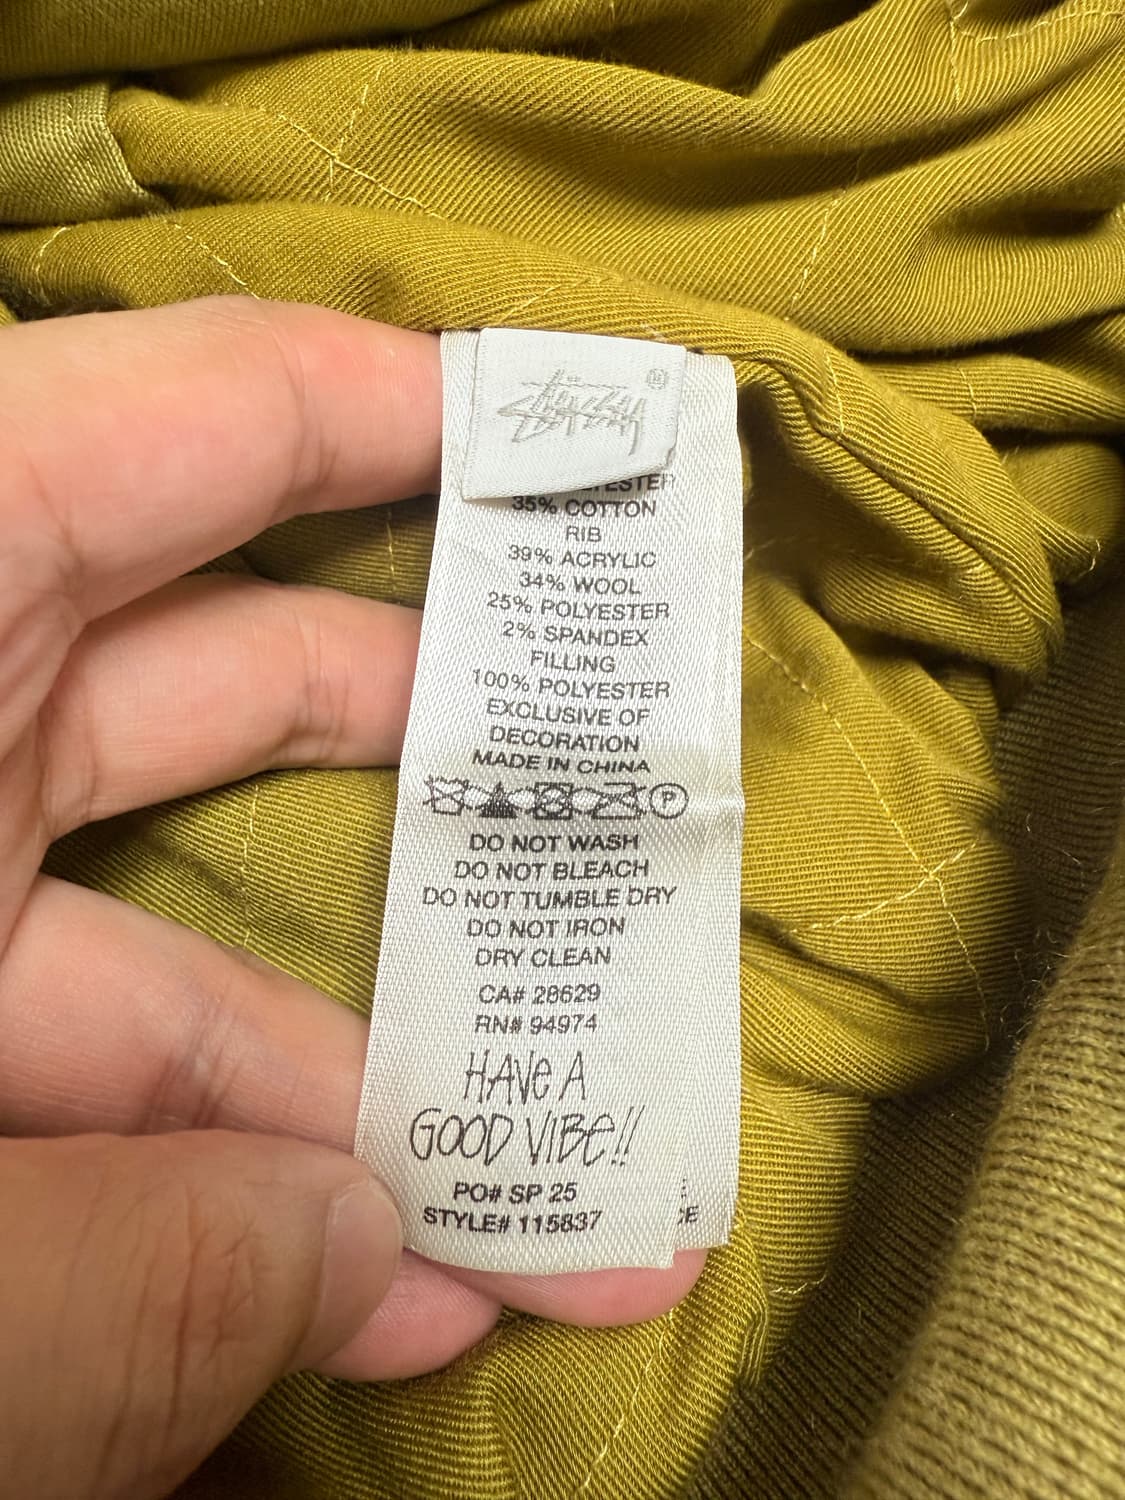 STÜSSY
35% COTTON
RIB
39% ACRYLIC
34% WOOL
25% POLYESTER
2% SPANDEX
FILLING
100% POLYESTER
EXCLUSIVE OF
DECORATION
MADE IN CHINA
P
DO NOT WASH
DO NOT BLEACH
DO NOT TUMBLE DRY
DO NOT IRON
DRY CLEAN
CA# 28629
RN# 94974
HAVE A
GOOD VIBE!!
PO# SP 25
STYLE# 115837